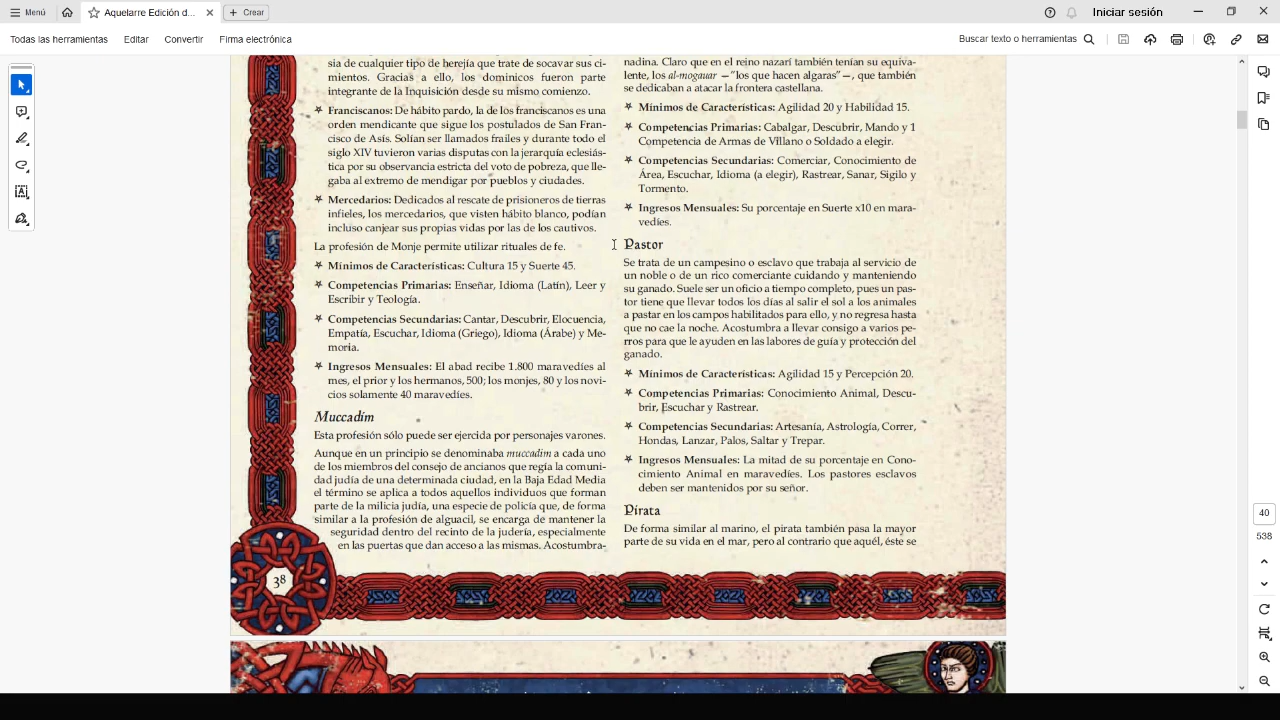 Menú
Aquelarre Edición d...
Crear
Iniciar sesión
Todas las herramientas
Editar
Convertir
Firma electrónica
Buscar texto o herramientas
sia de cualquier tipo de herejía que trate de socavar sus ci-
mientos. Gracias a ello, los dominicos fueron parte
integrante de la Inquisición desde su mismo comienzo.
Franciscanos: De hábito pardo, la de los franciscanos es una
orden mendicante que sigue los postulados de San Fran-
cisco de Asís. Solían ser llamados frailes y durante todo el
siglo XIV tuvieron varias disputas con la jerarquía eclesiás-
tica por su observancia estricta del voto de pobreza, que lle-
gaba al extremo de mendigar por pueblos y ciudades.
Mercedarios: Dedicados al rescate de prisioneros de tierras
infieles, los mercedarios, que visten hábito blanco, podían
incluso canjear sus propias vidas por las de los cautivos.
La profesión de Monje permite utilizar rituales de fe.
Mínimos de Características: Cultura 15 y Suerte 45.
Competencias Primarias: Enseñar, Idioma (Latín), Leer y
Escribir y Teología.
Competencias Secundarias: Cantar, Descubrir, Elocuencia,
Empatía, Escuchar, Idioma (Griego), Idioma (Árabe) y Me-
moria.
Ingresos Mensuales: El abad recibe 1.800 maravedíes al
mes, el prior y los hermanos, 500; los monjes, 80 y los novi-
cios solamente 40 maravedíes.
Muccadim
Esta profesión sólo puede ser ejercida por personajes varones.
Aunque en un principio se denominaba muccadim a cada uno
de los miembros del consejo de ancianos que regía la comuni-
dad judía de una determinada ciudad, en la Baja Edad Media
el término se aplica a todos aquellos individuos que forman
parte de la milicia judía, una especie de policía que, de forma
similar a la profesión de alguacil, se encarga de mantener la
seguridad dentro del recinto de la judería, especialmente
en las puertas que dan acceso a las mismas. Acostumbra-
38
nadina. Claro que en el reino nazarí también tenían su equiva-
lente, los al-mogauar —"los que hacen algaras"—, que también
se dedicaban a atacar la frontera castellana.
Mínimos de Características: Agilidad 20 y Habilidad 15.
Competencias Primarias: Cabalgar, Descubrir, Mando y 1
Competencia de Armas de Villano o Soldado a elegir.
Competencias Secundarias: Comerciar, Conocimiento de
Área, Escuchar, Idioma (a elegir), Rastrear, Sanar, Sigilo y
Tormento.
Ingresos Mensuales: Su porcentaje en Suerte x10 en mara-
vedíes.
Pastor
Se trata de un campesino o esclavo que trabaja al servicio de
un noble o de un rico comerciante cuidando y manteniendo
su ganado. Suele ser un oficio a tiempo completo, pues un pas-
tor tiene que llevar todos los días al salir el sol a los animales
a pastar en los campos habilitados para ello, y no regresa hasta
que no cae la noche. Acostumbra a llevar consigo a varios pe-
rros para que le ayuden en las labores de guía y protección del
ganado.
Mínimos de Características: Agilidad 15 y Percepción 20.
Competencias Primarias: Conocimiento Animal, Descu-
brir, Escuchar y Rastrear.
Competencias Secundarias: Artesanía, Astrología, Correr,
Hondas, Lanzar, Palos, Saltar y Trepar.
Ingresos Mensuales: La mitad de su porcentaje en Cono-
cimiento Animal en maravedíes. Los pastores esclavos
deben ser mantenidos por su señor.
Pirata
De forma similar al marino, el pirata también pasa la mayor
parte de su vida en el mar, pero al contrario que aquél, éste se
40
538